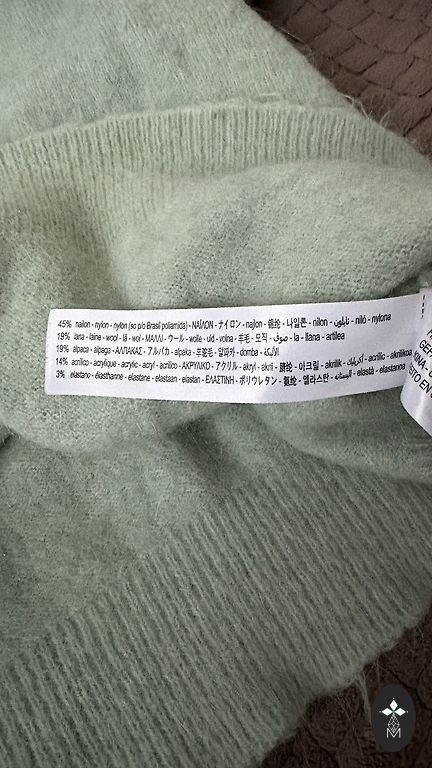 45% nailon - nylon - nylon (so p/o Brasil poliamida) - ΝΑΪΛΟΝ - ナイロン - najlon - 锦纶 - 나일론 - nilon - نايلون - niló - nylona
19% lana - laine - wool - lã - wol - ΜΑΛΛΙ - ウール - wolle - uld - volna - 羊毛 - 모직 - صوف - la - llana - artilea
19% alpaca - alpaga - ΑΛΠΑΚΑΣ - アルパカ - alpaka - 羊驼毛 - 알파카 - domba - الألبكة
14% acrílico - acrylique - acrylic - acryl - acrilico - ΑΚΡΥΛΙΚΟ - アクリル - akryl - akril - 腈纶 - 아크릴 - akrilik - أكريليك - acrílic - akrilikoa
3% elastano - élasthanne - elastane - elastaan - elastan - ΕΛΑΣΤΙΝΗ - ポリウレタン - 氨纶 - 엘라스탄 - elastan - الیستان - elastà - elastanoa
M